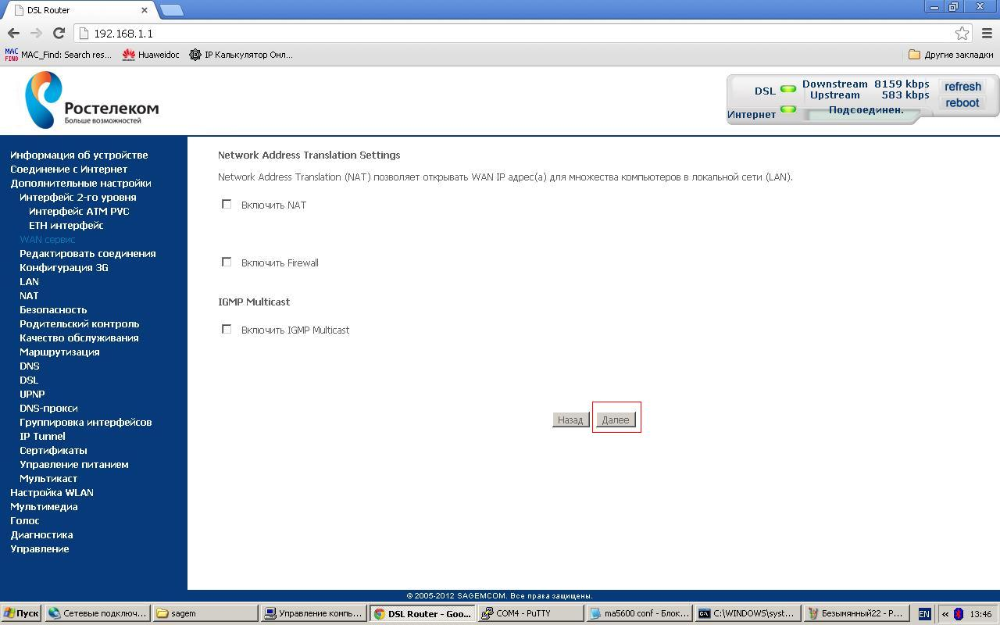 DSL Router
192.168.1.1
MAC FIND MAC_Find: Search res... Huaweidoc IP Калькулятор Онл... Другие закладки
Ростелеком
Больше возможностей
DSL Downstream 8159 kbps refresh
Upstream 583 kbps
Интернет Подсоединен. reboot
Информация об устройстве
Соединение с Интернет
Дополнительные настройки
Интерфейс 2-го уровня
Интерфейс ATM PVC
ETH интерфейс
WAN сервис
Редактировать соединения
Конфигурация 3G
LAN
NAT
Безопасность
Родительский контроль
Качество обслуживания
Маршрутизация
DNS
DSL
UPNP
DNS-прокси
Группировка интерфейсов
IP Tunnel
Сертификаты
Управление питанием
Мультикаст
Настройка WLAN
Мультимедиа
Голос
Диагностика
Управление
Network Address Translation Settings
Network Address Translation (NAT) позволяет открывать WAN IP адрес(а) для множества компьютеров в локальной сети (LAN).
Включить NAT
Включить Firewall
IGMP Multicast
Включить IGMP Multicast
Назад Далее
© 2005-2012 SAGEMCOM. Все права защищены.
Пуск Сетевые подключ... sagem Управление компь... DSL Router - Goo... COM4 - PuTTY ma5600 conf - Блок... C:\WINDOWS\syst... Безымянный22 - P... EN « 13:46